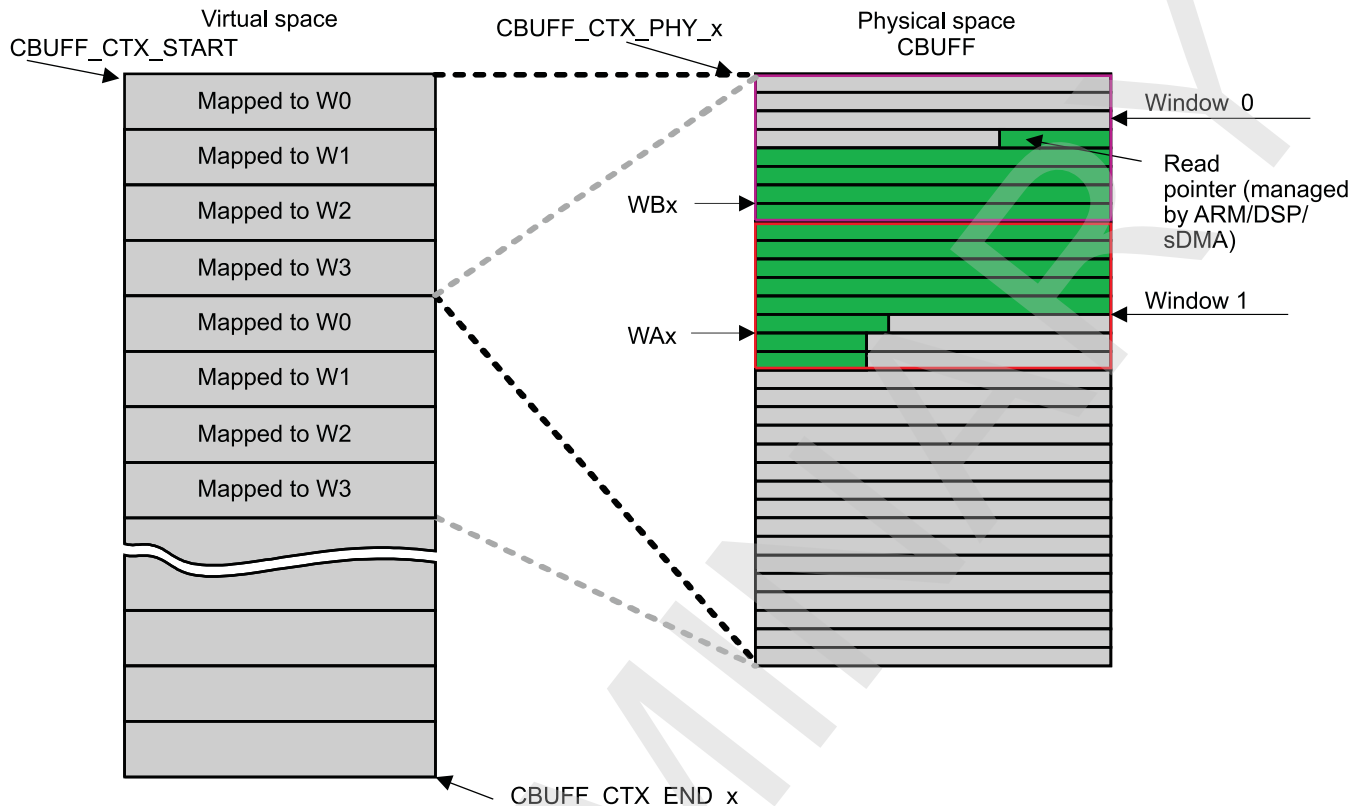 Virtual space
CBUFF_CTX_START
CBUFF_CTX_PHY_x
Physical space
CBUFF
Mapped to W0
Mapped to W1
Mapped to W2
Mapped to W3
Mapped to W0
Mapped to W1
Mapped to W2
Mapped to W3
WBx
WAx
Window 0
Read
pointer (managed
by ARM/DSP/
sDMA)
Window 1
CBUFF_CTX_END_x